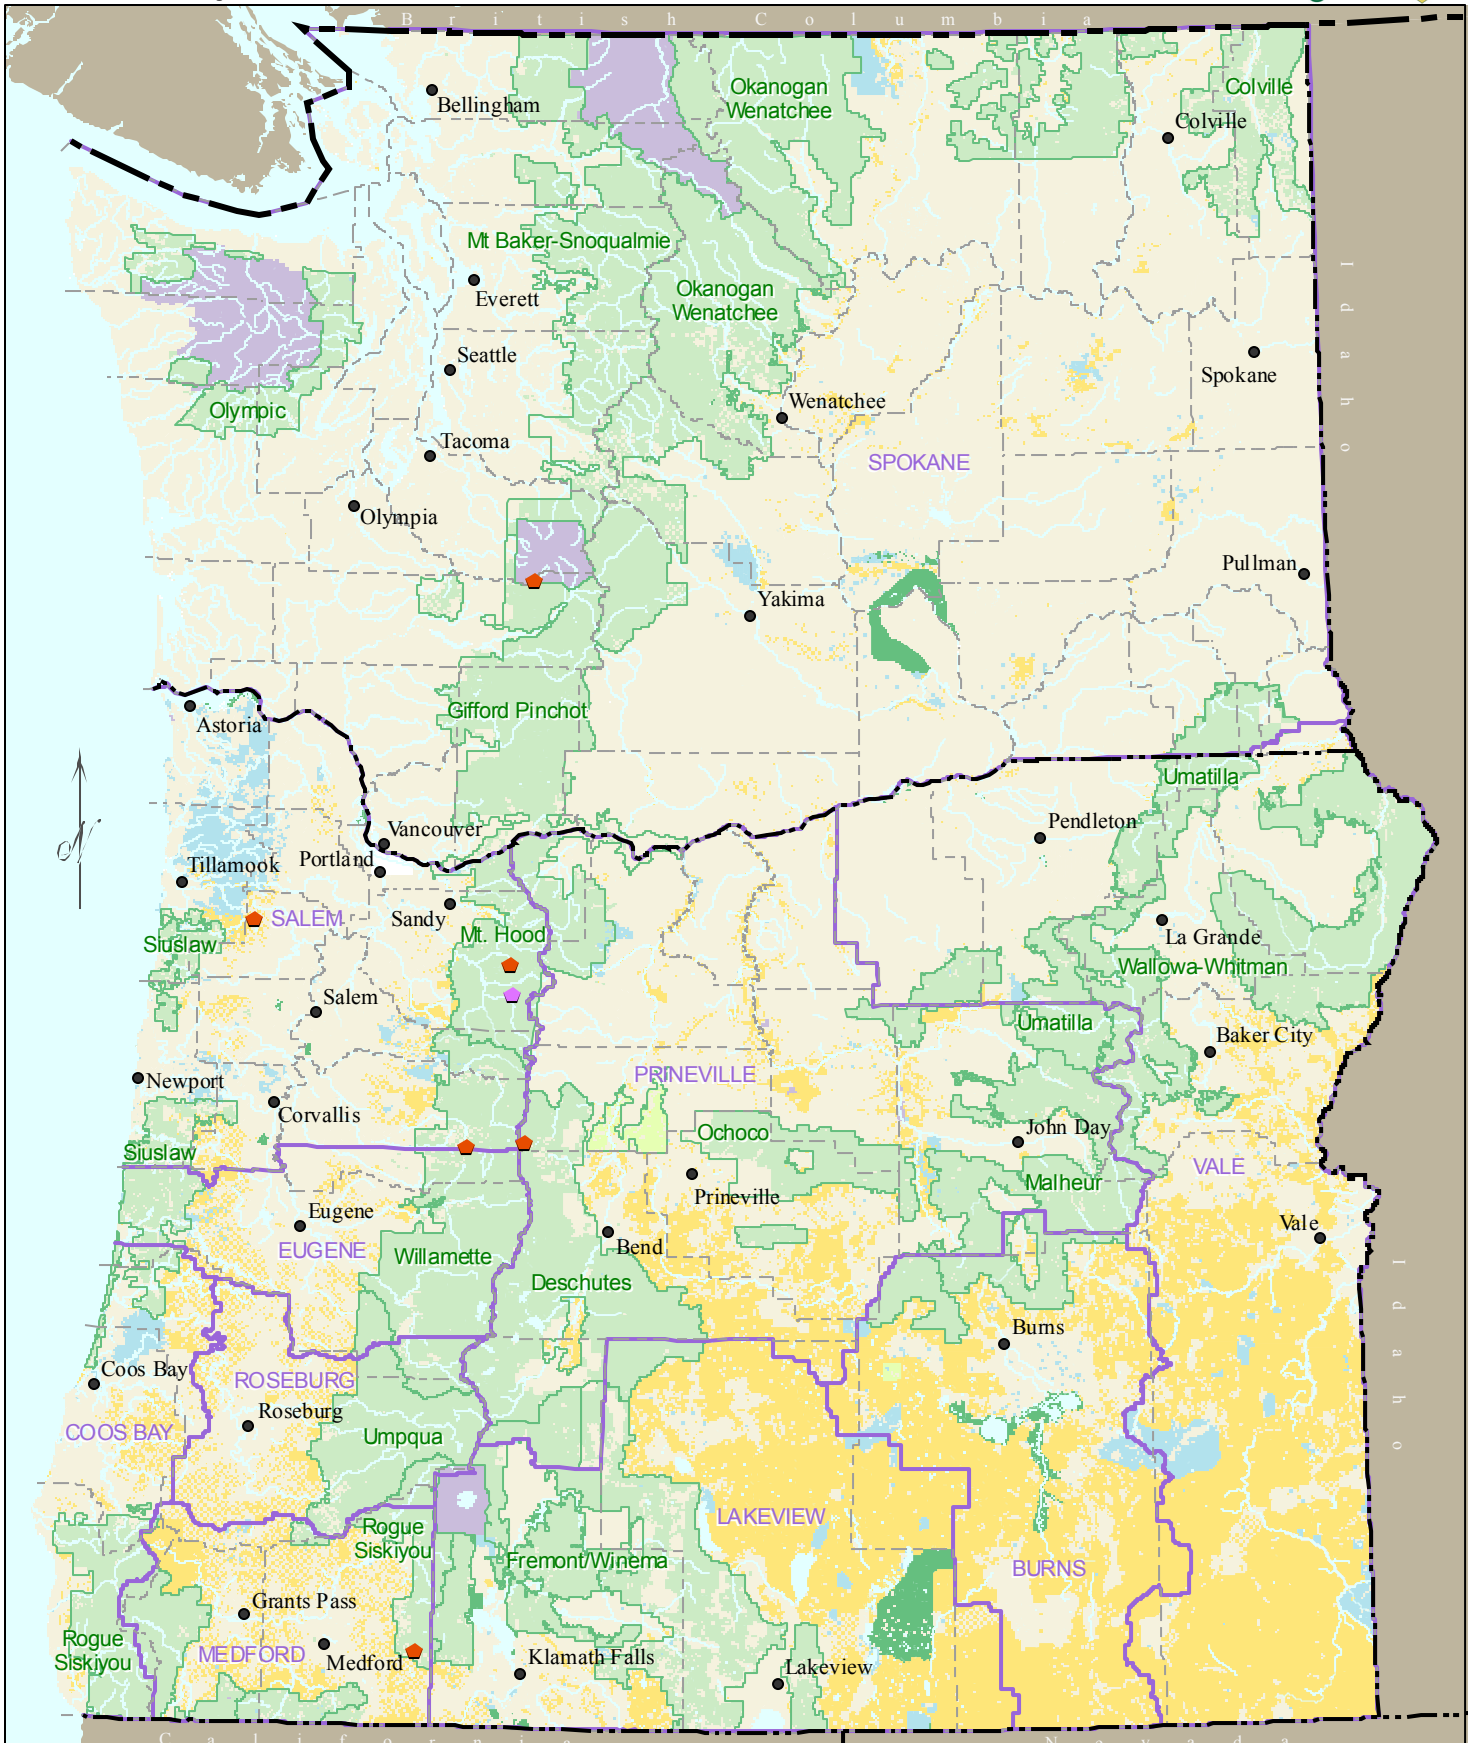 British Columbia
Okanogan
Wenatchee
Colville
Bellingham
Colville
Mt Baker-Snoqualmie
Idaho
Everett
Okanogan
Wenatchee
Seattle
Spokane
Olympic
Wenatchee
Tacoma
SPOKANE
Olympia
Pullman
Yakima
Gifford Pinchot
Astoria
Umatilla
Vancouver
Pendleton
Portland
Tillamook
Sandy
SALEM
Mt. Hood
La Grande
Siuslaw
Wallowa-Whitman
Salem
Umatilla
Baker City
Newport
PRINEVILLE
Corvallis
Ochoco
John Day
Siuslaw
VALE
Malheur
Prineville
Eugene
Vale
EUGENE
Willamette
Bend
Deschutes
Idaho
Burns
Coos Bay
ROSEBURG
Roseburg
COOS BAY
Umpqua
LAKEVIEW
Rogue
Siskiyou
Fremont/Winema
BURNS
Grants Pass
Rogue
Siskiyou
MEDFORD
Medford
Klamath Falls
Lakeview
California
Nevada